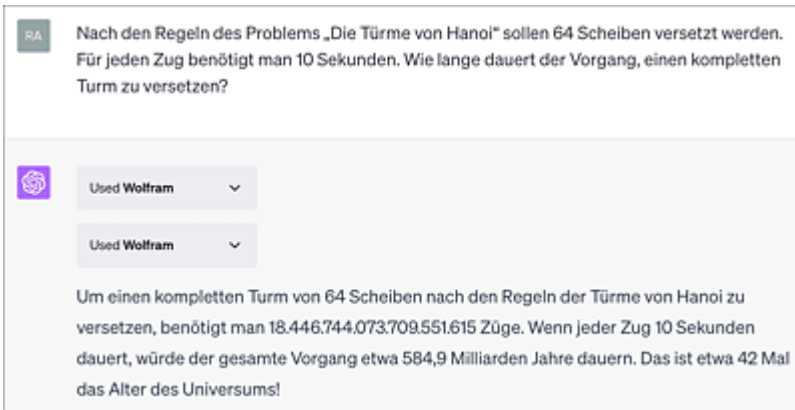 RA
Nach den Regeln des Problems „Die Türme von Hanoi“ sollen 64 Scheiben versetzt werden.
Für jeden Zug benötigt man 10 Sekunden. Wie lange dauert der Vorgang, einen kompletten
Turm zu versetzen?
Used Wolfram
Used Wolfram
Um einen kompletten Turm von 64 Scheiben nach den Regeln der Türme von Hanoi zu
versetzen, benötigt man 18.446.744.073.709.551.615 Züge. Wenn jeder Zug 10 Sekunden
dauert, würde der gesamte Vorgang etwa 584,9 Milliarden Jahre dauern. Das ist etwa 42 Mal
das Alter des Universums!